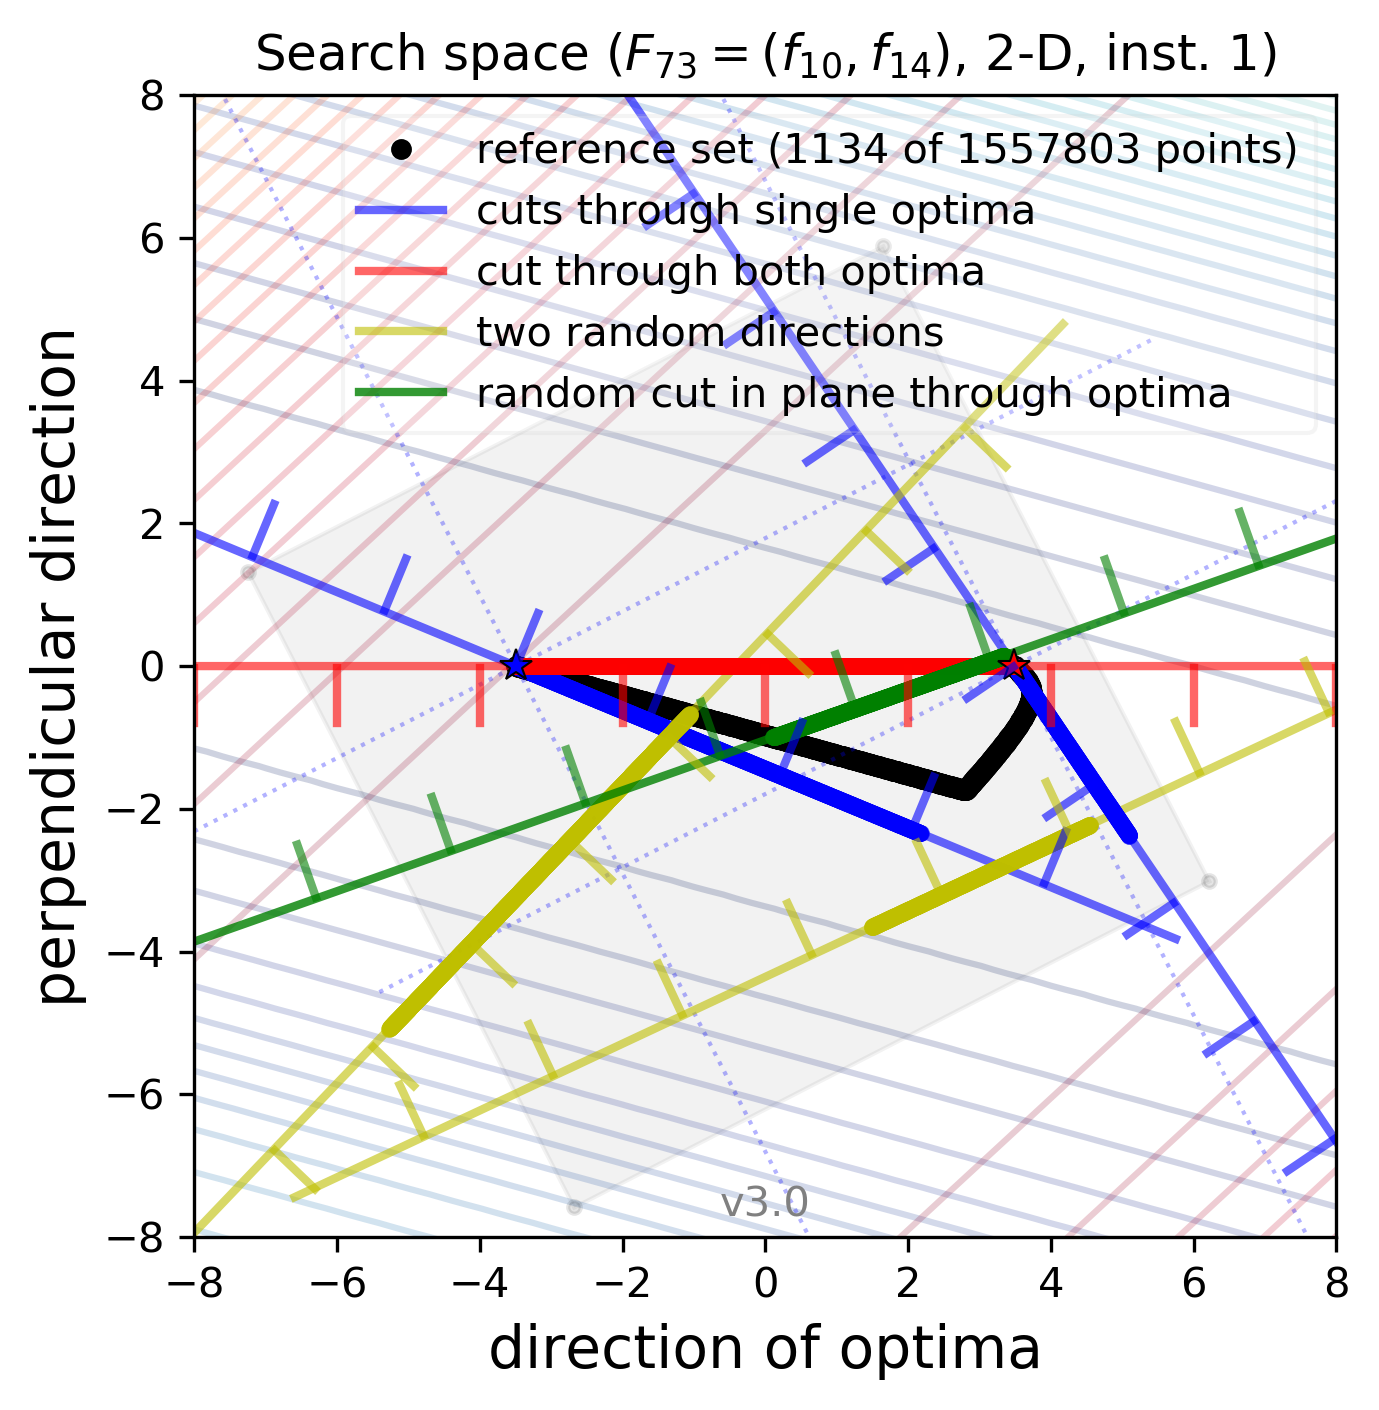 Search space (F73 = (f10, f14), 2-D, inst. 1)
reference set (1134 of 1557803 points)
cuts through single optima
cut through both optima
two random directions
random cut in plane through optima
8
6
4
2
0
−2
−4
−6
−8
perpendicular direction
v3.0
−8 −6 −4 −2 0 2 4 6 8
direction of optima